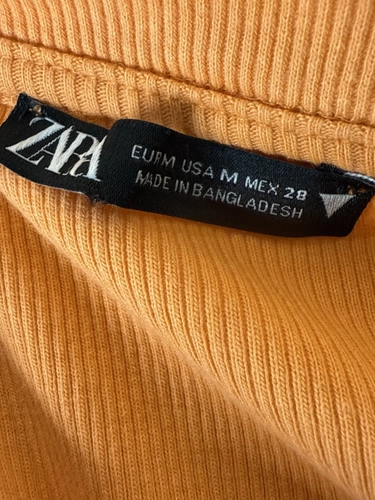 ZARA
EUR M USA M MEX 28
MADE IN BANGLADESH